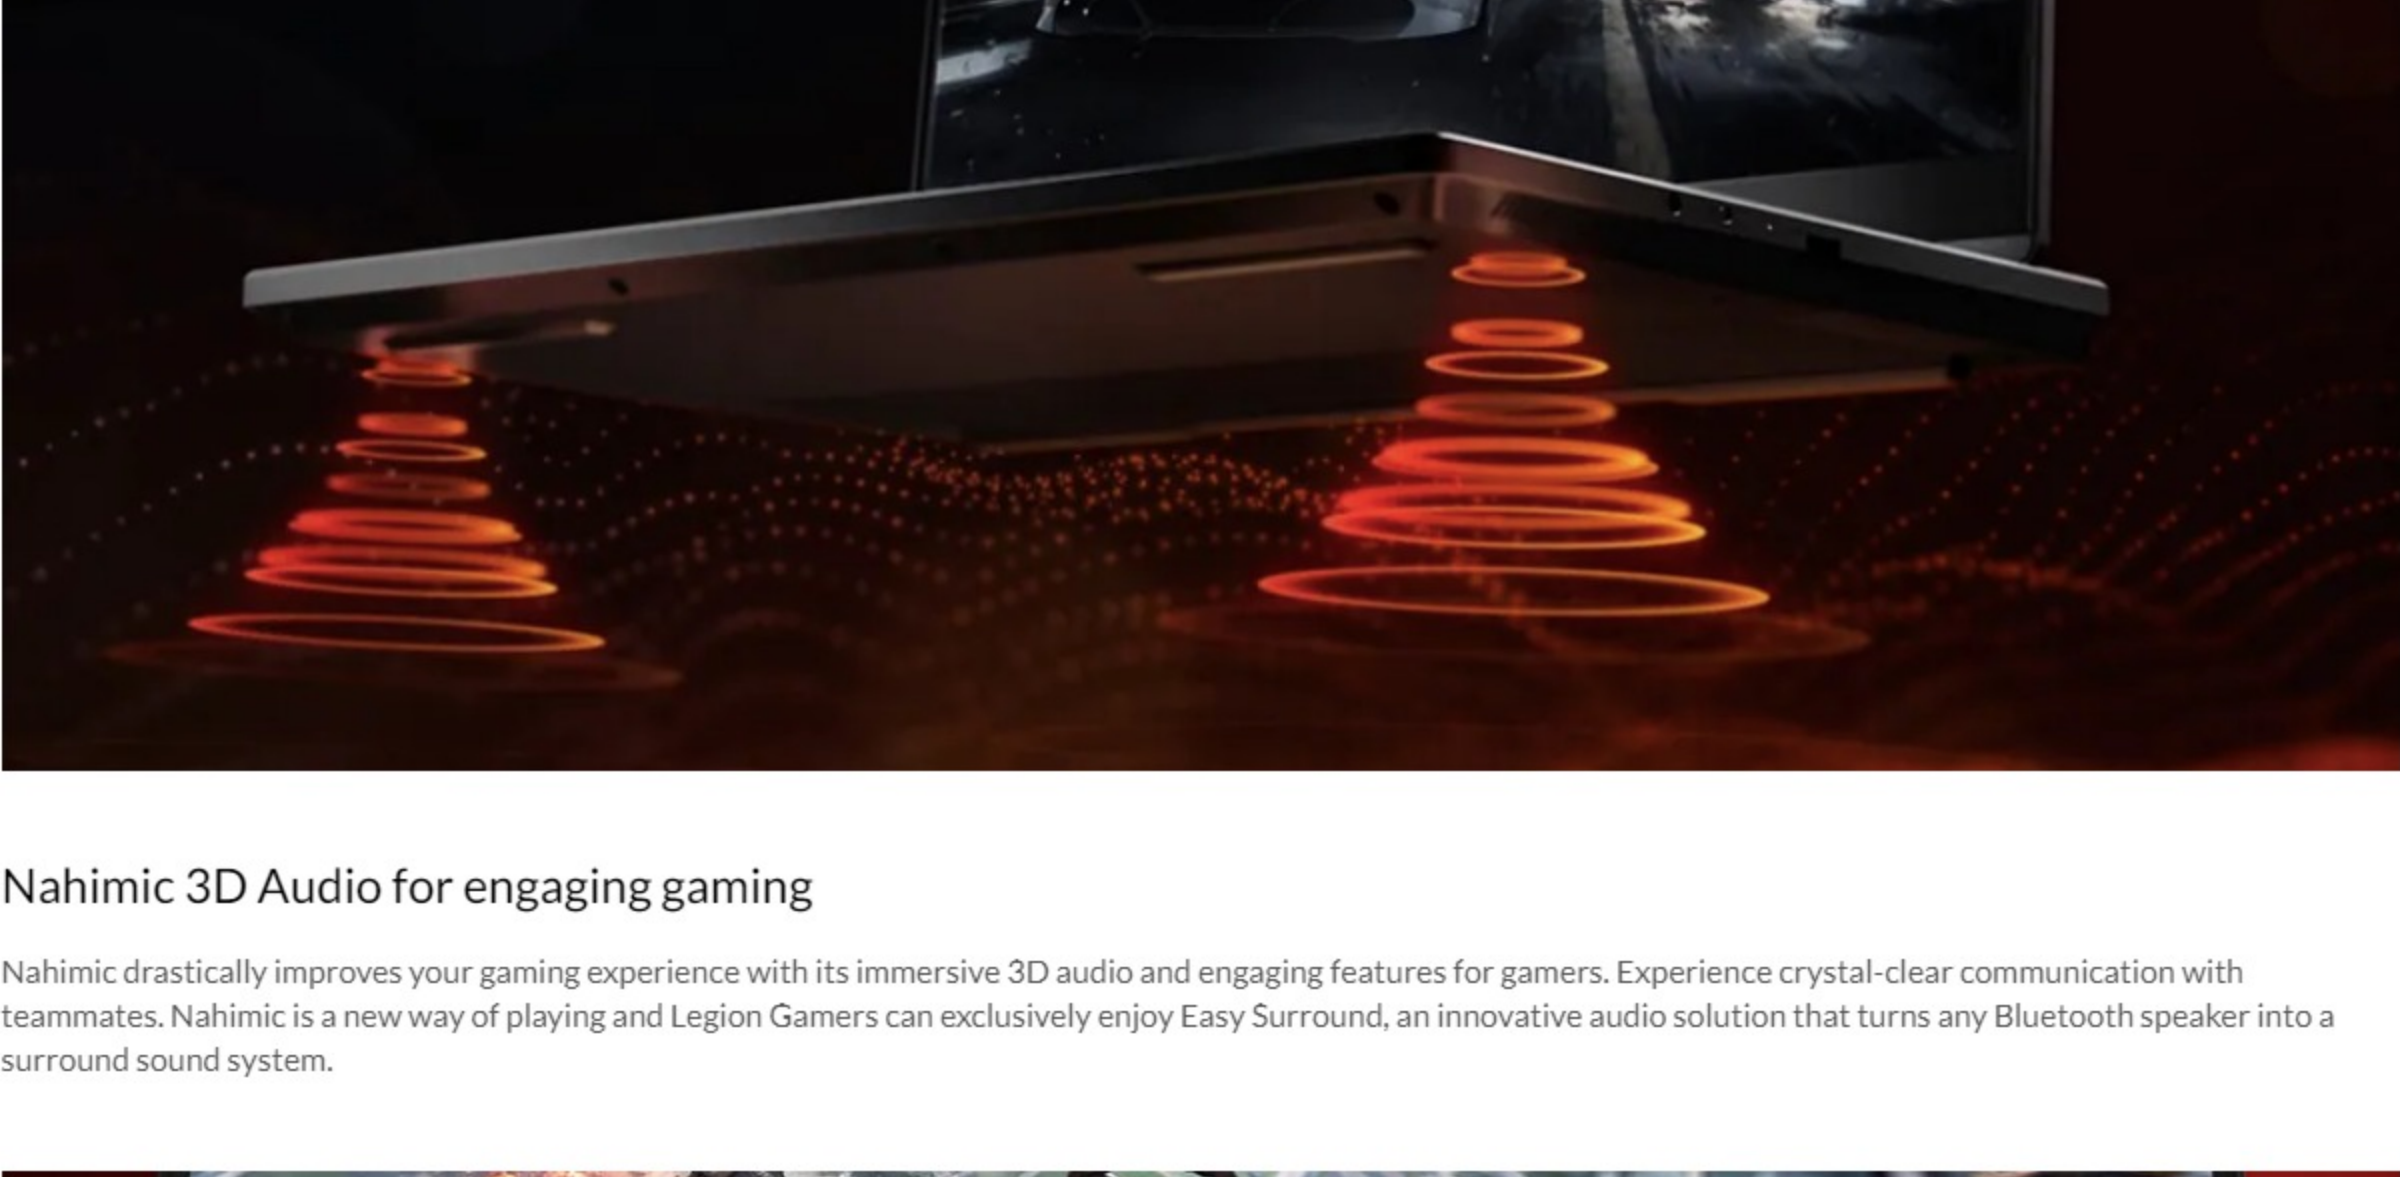 Nahimic 3D Audio for engaging gaming
Nahimic drastically improves your gaming experience with its immersive 3D audio and engaging features for gamers. Experience crystal-clear communication with
teammates. Nahimic is a new way of playing and Legion Gamers can exclusively enjoy Easy Surround, an innovative audio solution that turns any Bluetooth speaker into a
surround sound system.